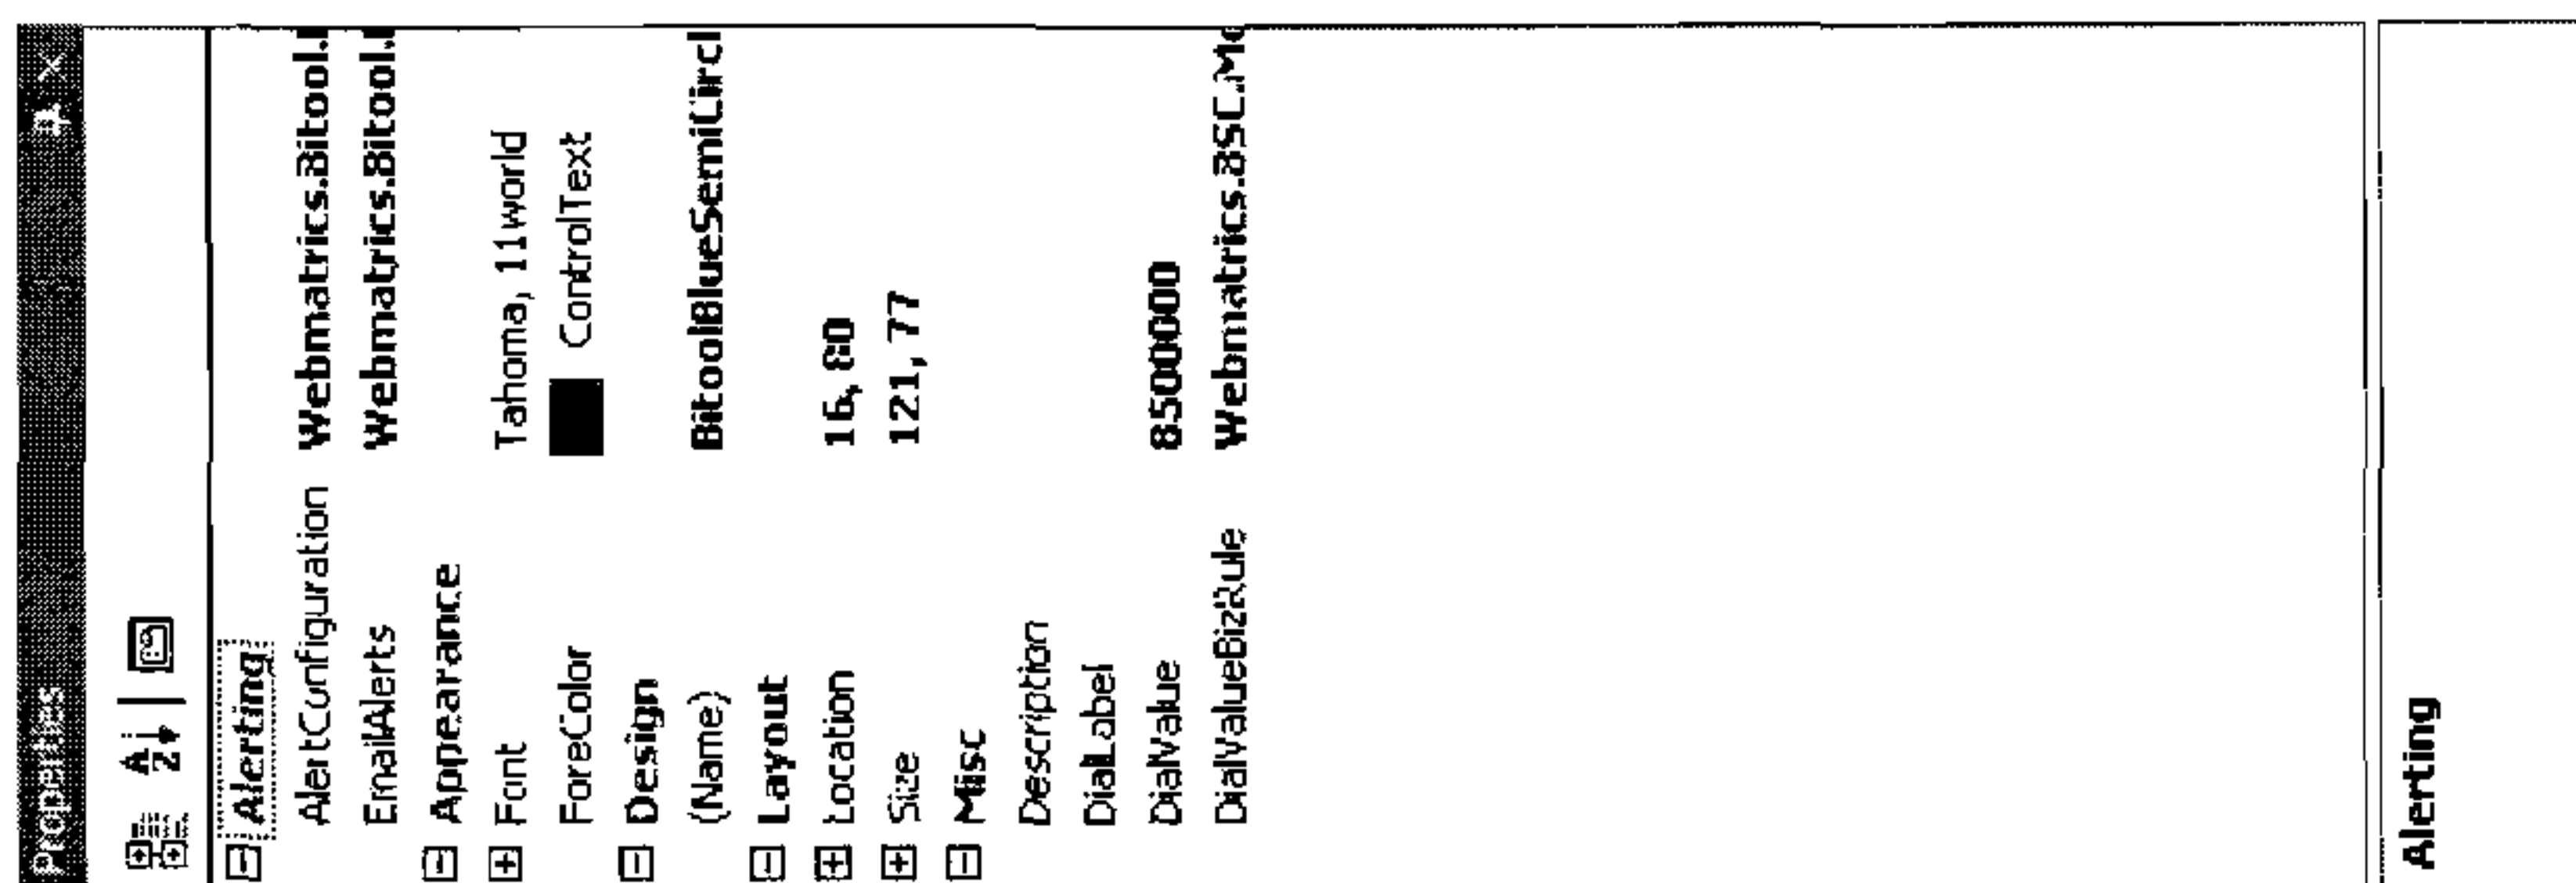 Properties
Alerting
AlertConfiguration Webmatrics.Bitool.
EmailAlerts Webmatrics.Bitool.
Appearance
Font Tahoma, 11world
ForeColor ControlText
Design
(Name) BitoolBlueSemiCircl
Layout
Location 16, 80
Size 121, 77
Misc
Description
DialLabel
DialValue 8500000
DialValueBizRule Webmatrics.BSC.Mo
Alerting